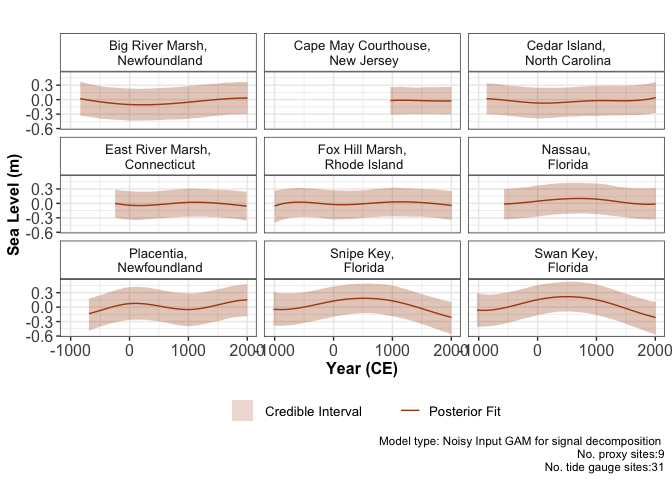 Big River Marsh,
Newfoundland
Cape May Courthouse,
New Jersey
Cedar Island,
North Carolina
0.3
0.0
-0.3
-0.6
East River Marsh,
Connecticut
Fox Hill Marsh,
Rhode Island
Nassau,
Florida
0.3
0.0
-0.3
-0.6
Placentia,
Newfoundland
Snipe Key,
Florida
Swan Key,
Florida
0.3
0.0
-0.3
-0.6
Sea Level (m)
-1000 0 1000 2000
-1000 0 1000 2000
-1000 0 1000 2000
Year (CE)
Credible Interval
Posterior Fit
Model type: Noisy Input GAM for signal decomposition
No. proxy sites:9
No. tide gauge sites:31